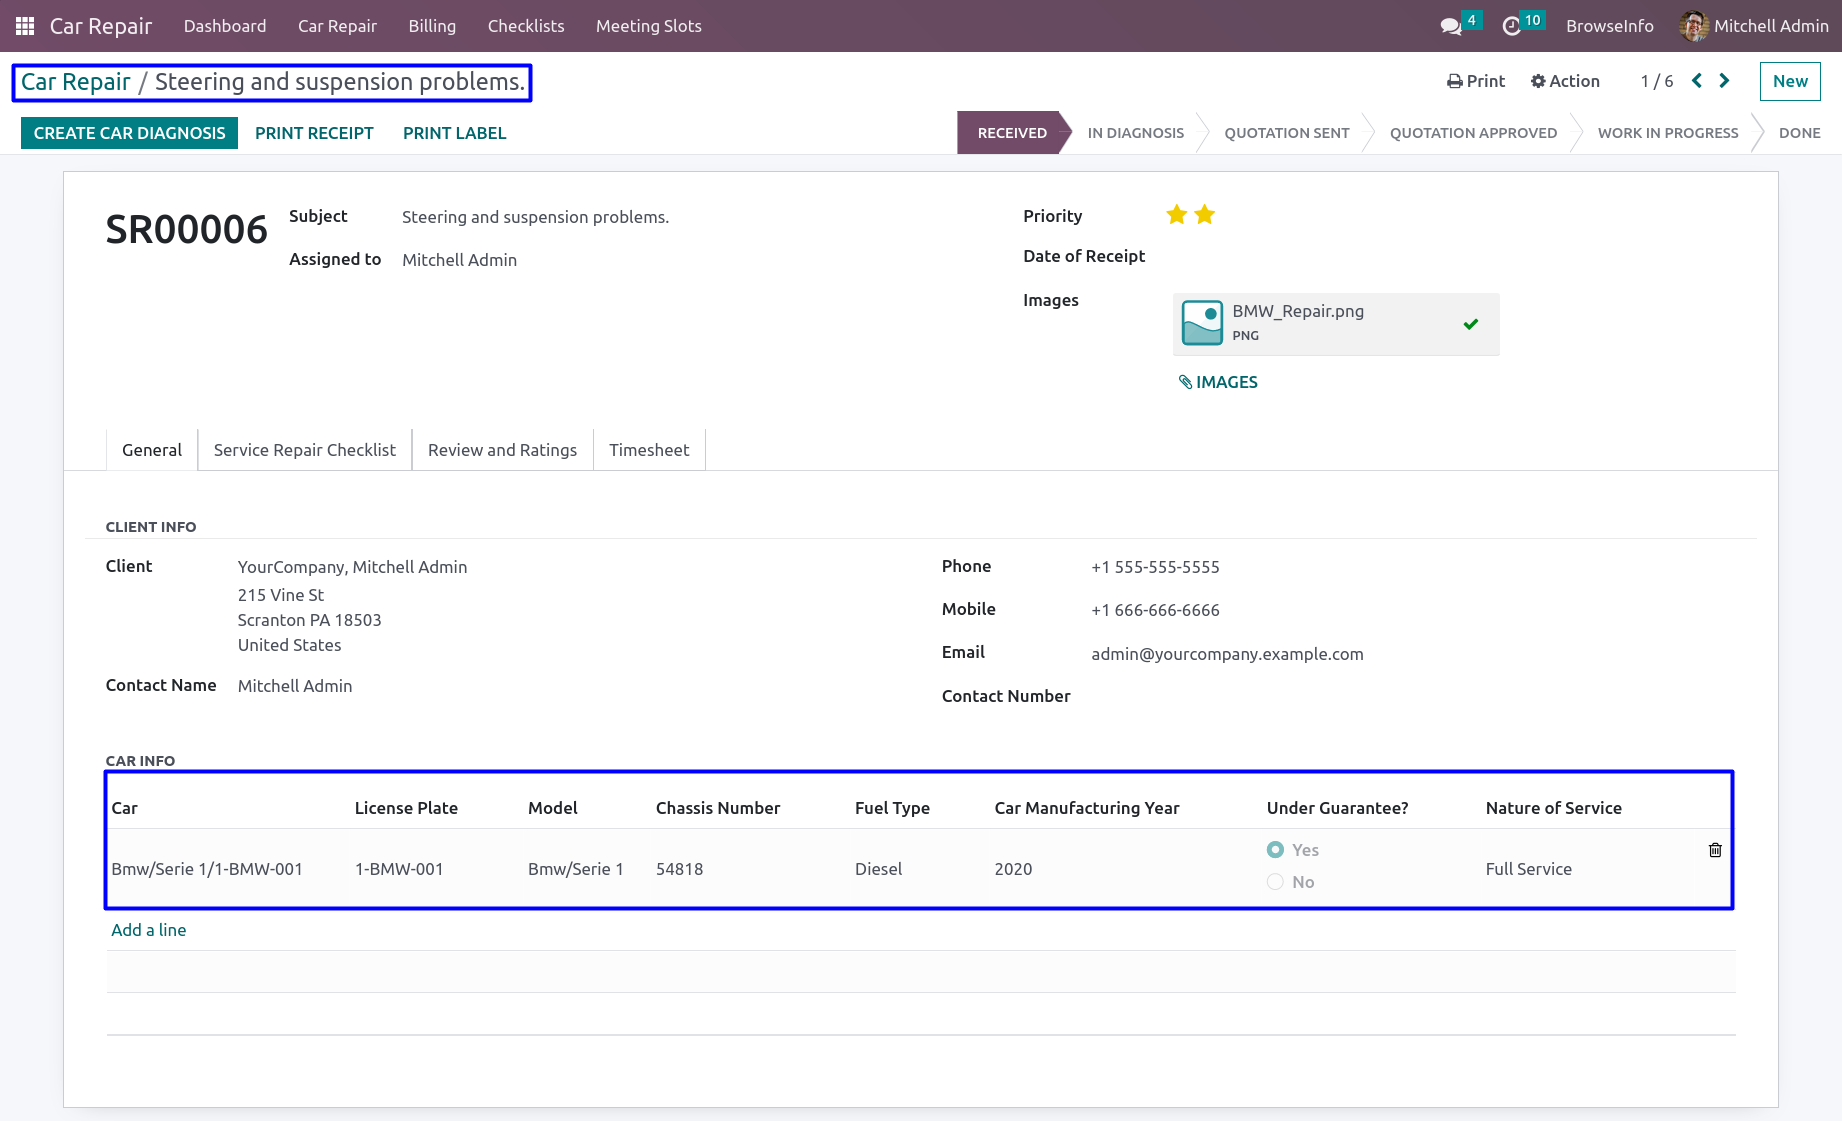 Car Repair Dashboard Car Repair Billing Checklists Meeting Slots 4 10 BrowseInfo Mitchell Admin
Car Repair / Steering and suspension problems. Print Action 1 / 6 New
CREATE CAR DIAGNOSIS PRINT RECEIPT PRINT LABEL RECEIVED IN DIAGNOSIS QUOTATION SENT QUOTATION APPROVED WORK IN PROGRESS DONE
SR00006
Subject Steering and suspension problems.
Assigned to Mitchell Admin
Priority
Date of Receipt
Images BMW_Repair.png
PNG
IMAGES
General Service Repair Checklist Review and Ratings Timesheet
CLIENT INFO
Client YourCompany, Mitchell Admin
215 Vine St
Scranton PA 18503
United States
Contact Name Mitchell Admin
Phone +1 555-555-5555
Mobile +1 666-666-6666
Email admin@yourcompany.example.com
Contact Number
CAR INFO
Car License Plate Model Chassis Number Fuel Type Car Manufacturing Year Under Guarantee? Nature of Service
Bmw/Serie 1/1-BMW-001 1-BMW-001 Bmw/Serie 1 54818 Diesel 2020 Yes No Full Service
Add a line